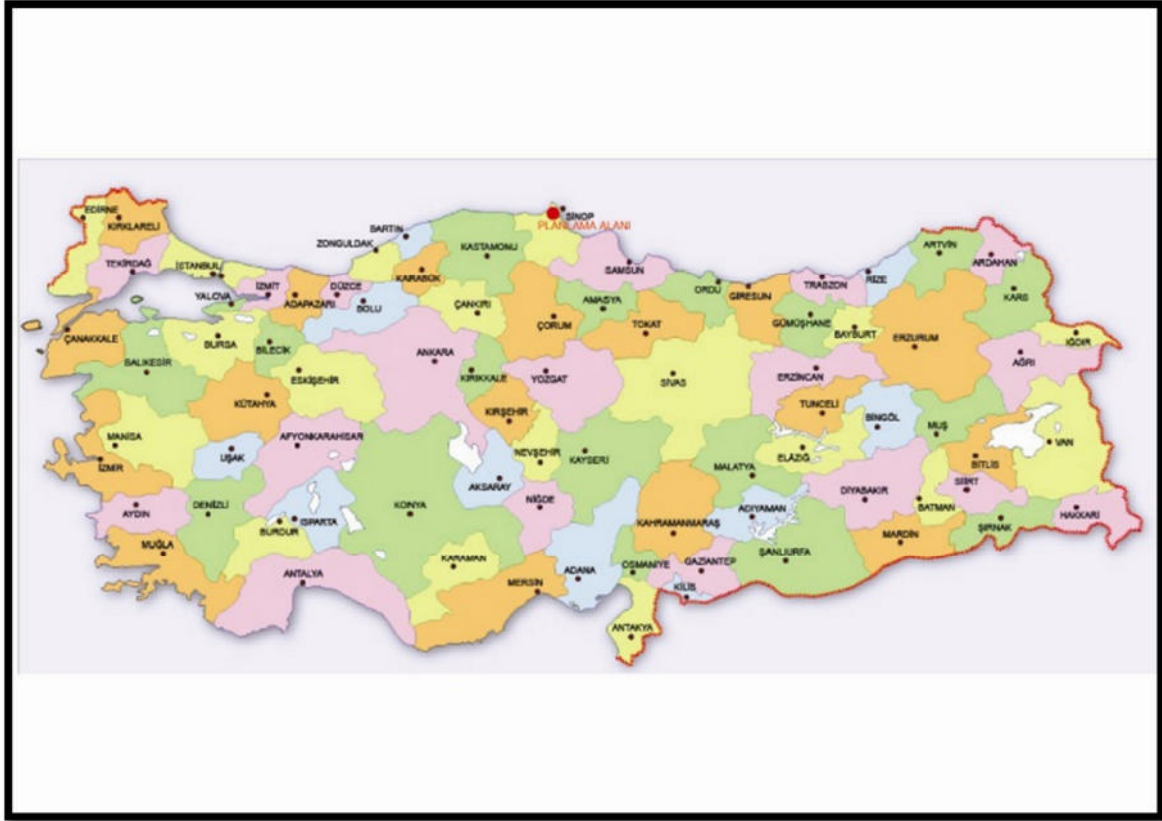 EDİRNE
KIRKLARELİ
TEKİRDAĞ
İSTANBUL
YALOVA
İZMİT
ADAPAZARI
DÜZCE
BOLU
ZONGULDAK
BARTIN
KARABÜK
KASTAMONU
SİNOP
PLANLAMA ALANI
SAMSUN
ÇANKIRI
ÇORUM
AMASYA
TOKAT
ORDU
GİRESUN
TRABZON
RİZE
ARTVİN
ARDAHAN
KARS
GÜMÜŞHANE
BAYBURT
ERZURUM
IĞDIR
AĞRI
ÇANAKKALE
BALIKESİR
BURSA
BİLECİK
ESKİŞEHİR
KÜTAHYA
ANKARA
KIRIKKALE
YOZGAT
KIRŞEHİR
SİVAS
ERZİNCAN
TUNCELİ
BİNGÖL
MUŞ
VAN
BİTLİS
MANİSA
İZMİR
UŞAK
AFYONKARAHİSAR
NEVŞEHİR
KAYSERİ
AKSARAY
NİĞDE
KONYA
MALATYA
ELAZIĞ
DİYABAKIR
BATMAN
SİİRT
HAKKARİ
ŞIRNAK
MARDİN
AYDIN
DENİZLİ
BURDUR
ISPARTA
MUĞLA
ANTALYA
KARAMAN
MERSİN
ADANA
KAHRAMANMARAŞ
ADIYAMAN
ŞANLIURFA
OSMANİYE
GAZİANTEP
KİLİS
ANTAKYA